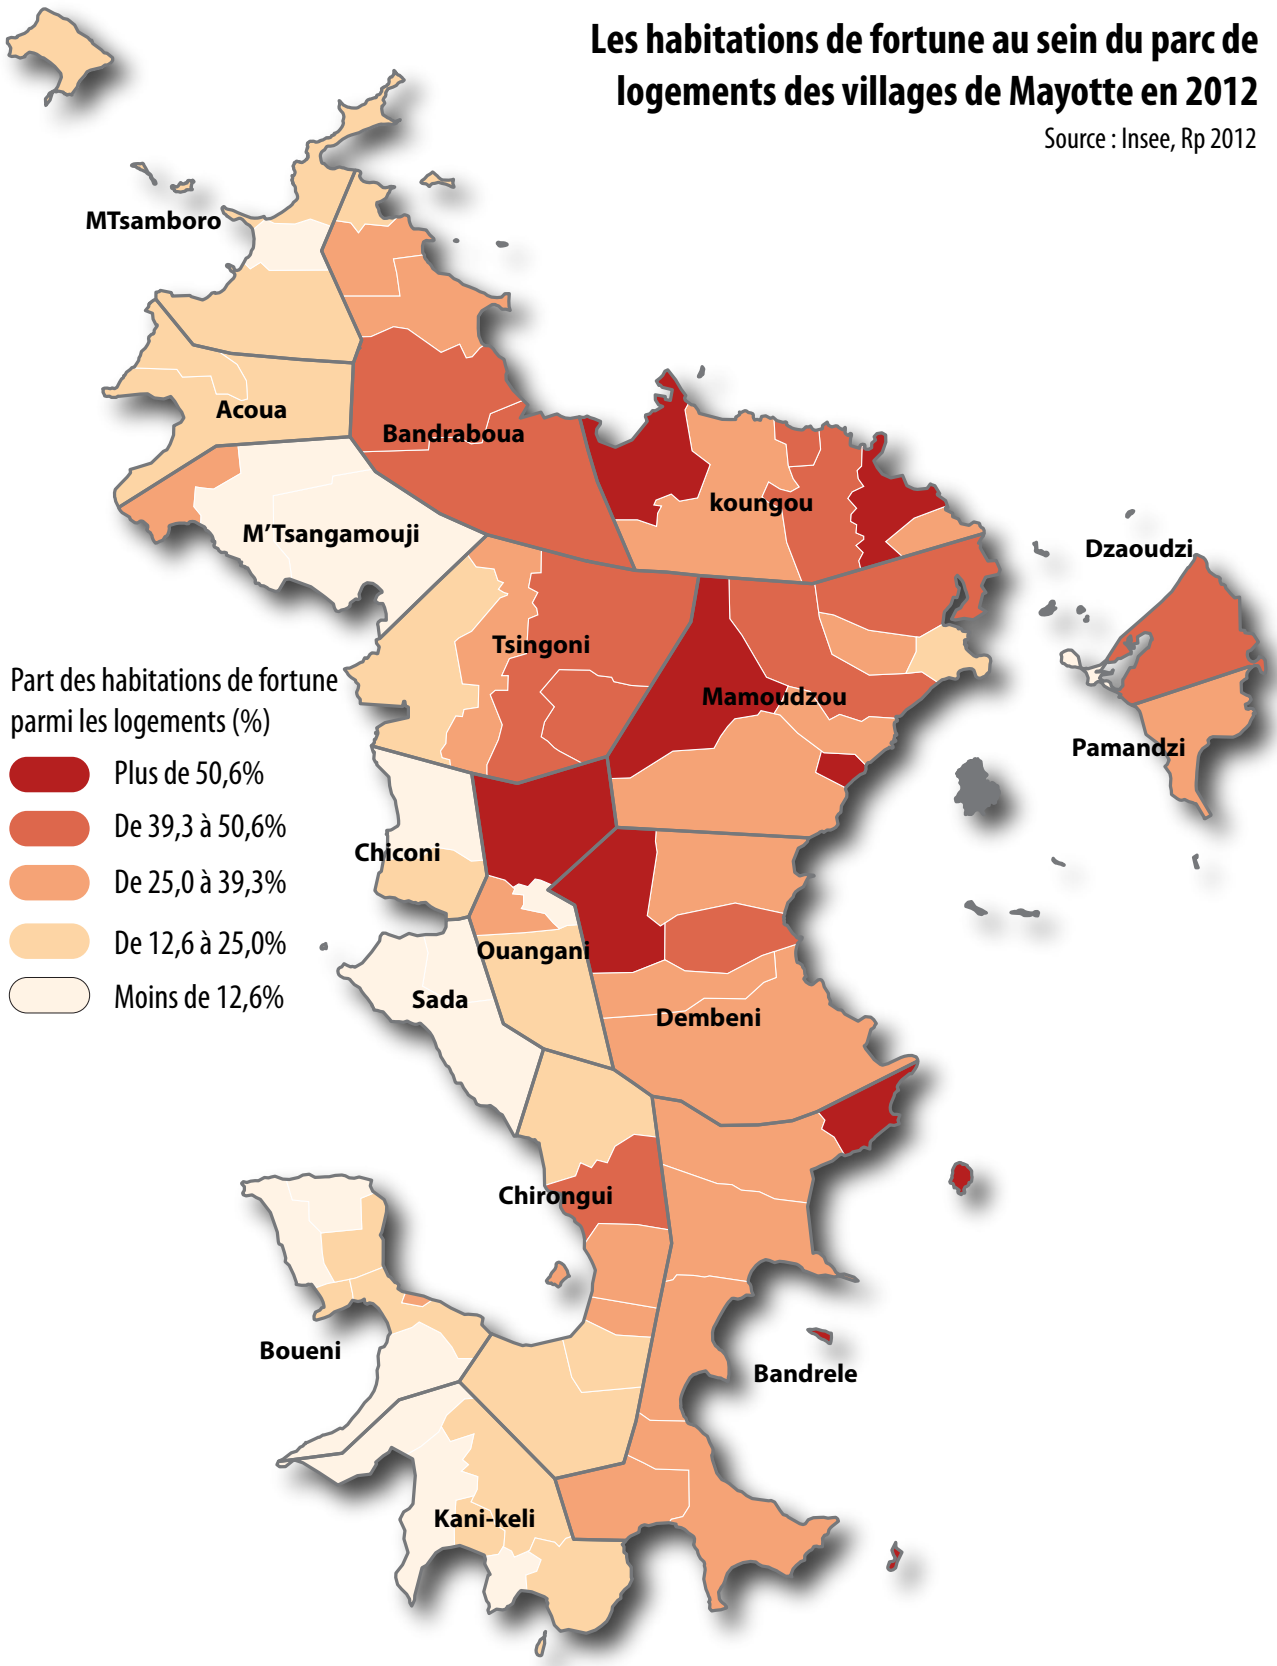 Les habitations de fortune au sein du parc de
logements des villages de Mayotte en 2012
Source : Insee, Rp 2012
MTsamboro
Acoua
Bandraboua
koungou
M'Tsangamouji
Dzaoudzi
Tsingoni
Mamoudzou
Pamandzi
Part des habitations de fortune
parmi les logements (%)
Plus de 50,6%
De 39,3 à 50,6%
De 25,0 à 39,3%
De 12,6 à 25,0%
Moins de 12,6%
Chiconi
Ouangani
Sada
Dembeni
Chirongui
Boueni
Bandrele
Kani-keli